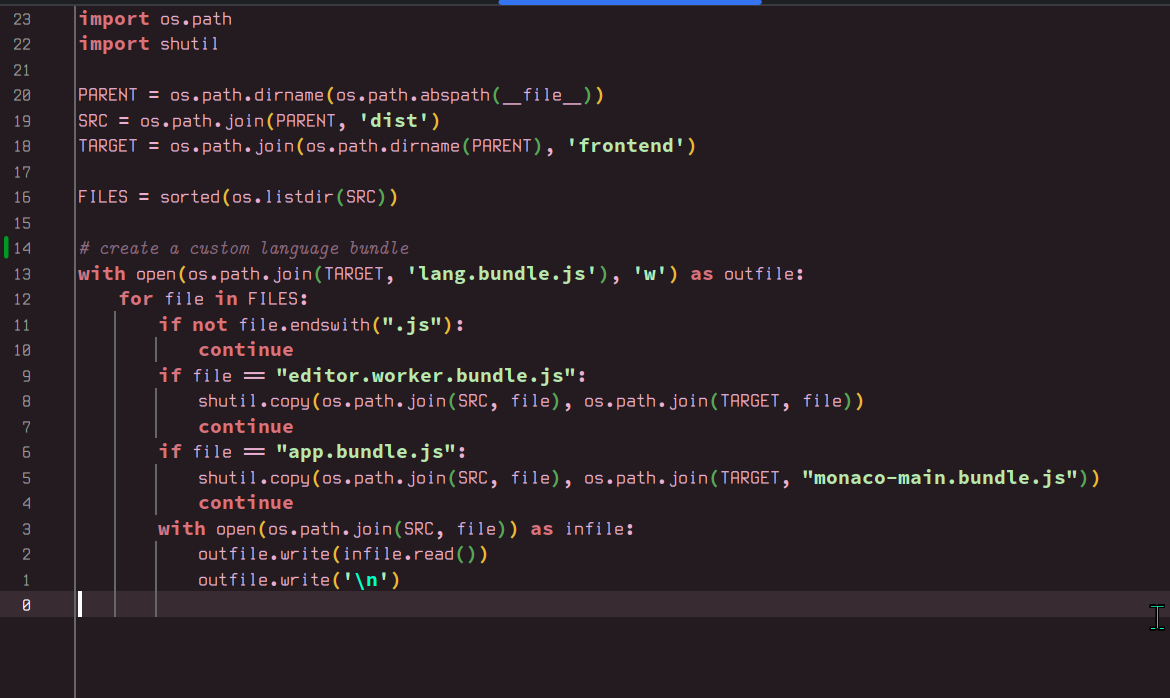 23 import os.path
22 import shutil
21
20 PARENT = os.path.dirname(os.path.abspath(__file__))
19 SRC = os.path.join(PARENT, 'dist')
18 TARGET = os.path.join(os.path.dirname(PARENT), 'frontend')
17
16 FILES = sorted(os.listdir(SRC))
15
14 # create a custom language bundle
13 with open(os.path.join(TARGET, 'lang.bundle.js'), 'w') as outfile:
12     for file in FILES:
11         if not file.endswith(".js"):
10             continue
9         if file == "editor.worker.bundle.js":
8             shutil.copy(os.path.join(SRC, file), os.path.join(TARGET, file))
7             continue
6         if file == "app.bundle.js":
5             shutil.copy(os.path.join(SRC, file), os.path.join(TARGET, "monaco-main.bundle.js"))
4             continue
3         with open(os.path.join(SRC, file)) as infile:
2             outfile.write(infile.read())
1             outfile.write('\n')
0